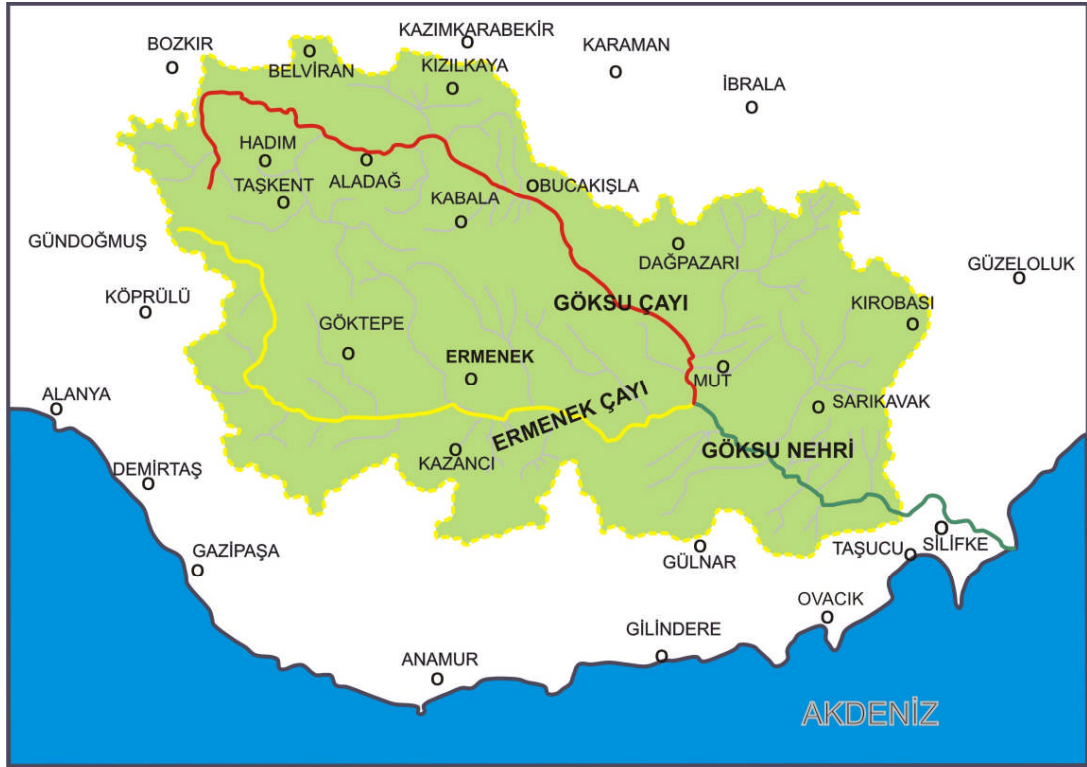 KAZIMKARABEKİR
BOZKIR
KARAMAN
BELVİRAN
KIZILKAYA
İBRALA
HADIM
ALADAĞ
TAŞKENT
BUCAKIŞLA
KABALA
GÜNDOĞMUŞ
DAĞPAZARI
GÜZELOLUK
KÖPRÜLÜ
GÖKSU ÇAYI
KIROBASI
GÖKTEPE
ERMENEK
MUT
ALANYA
SARIKAVAK
ERMENEK ÇAYI
GÖKSU NEHRİ
KAZANCI
DEMİRTAŞ
SİLİFKE
GAZİPAŞA
GÜLNAR
TAŞUCU
OVACIK
GİLİNDERE
ANAMUR
AKDENİZ